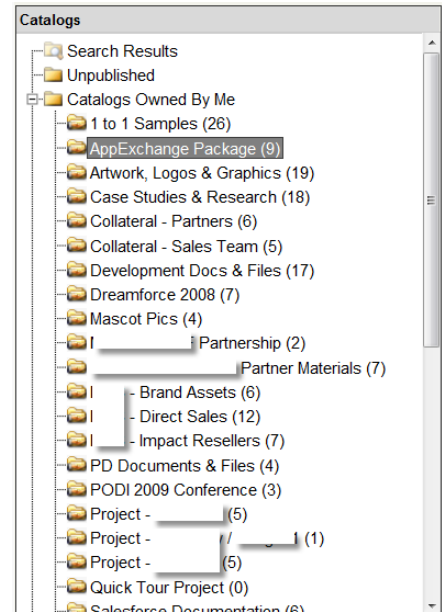 Catalogs
Search Results
Unpublished
Catalogs Owned By Me
1 to 1 Samples (26)
AppExchange Package (9)
Artwork, Logos & Graphics (19)
Case Studies & Research (18)
Collateral - Partners (6)
Collateral - Sales Team (5)
Development Docs & Files (17)
Dreamforce 2008 (7)
Mascot Pics (4)
Partnership (2)
Partner Materials (7)
- Brand Assets (6)
- Direct Sales (12)
- Impact Resellers (7)
PD Documents & Files (4)
PODI 2009 Conference (3)
Project - (5)
Project - / (1)
Project - (5)
Quick Tour Project (0)
Salesforce Documentation (6)